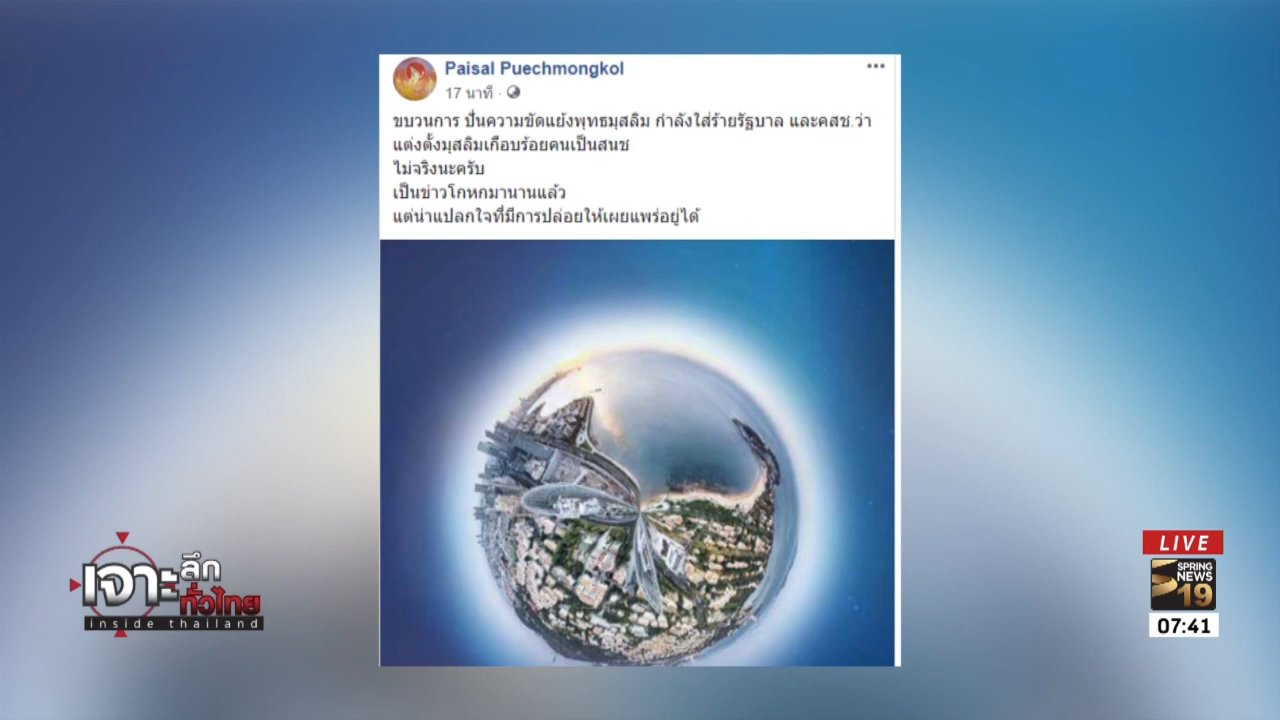 Paisal Puechmongkol
17 นาที
ขบวนการ ปั่นความขัดแย้งพุทธมุสลิม กำลังใส่ร้ายรัฐบาล และคสช.ว่า
แต่งตั้งมุสลิมเกือบร้อยคนเป็นสนช
ไม่จริงนะครับ
เป็นข่าวโกหกมานานแล้ว
แต่น่าแปลกใจที่มีการปล่อยให้เผยแพร่อยู่ได้
เจาะลึก
ทั่วไทย
inside thailand
LIVE
SPRING
NEWS
19
07:41